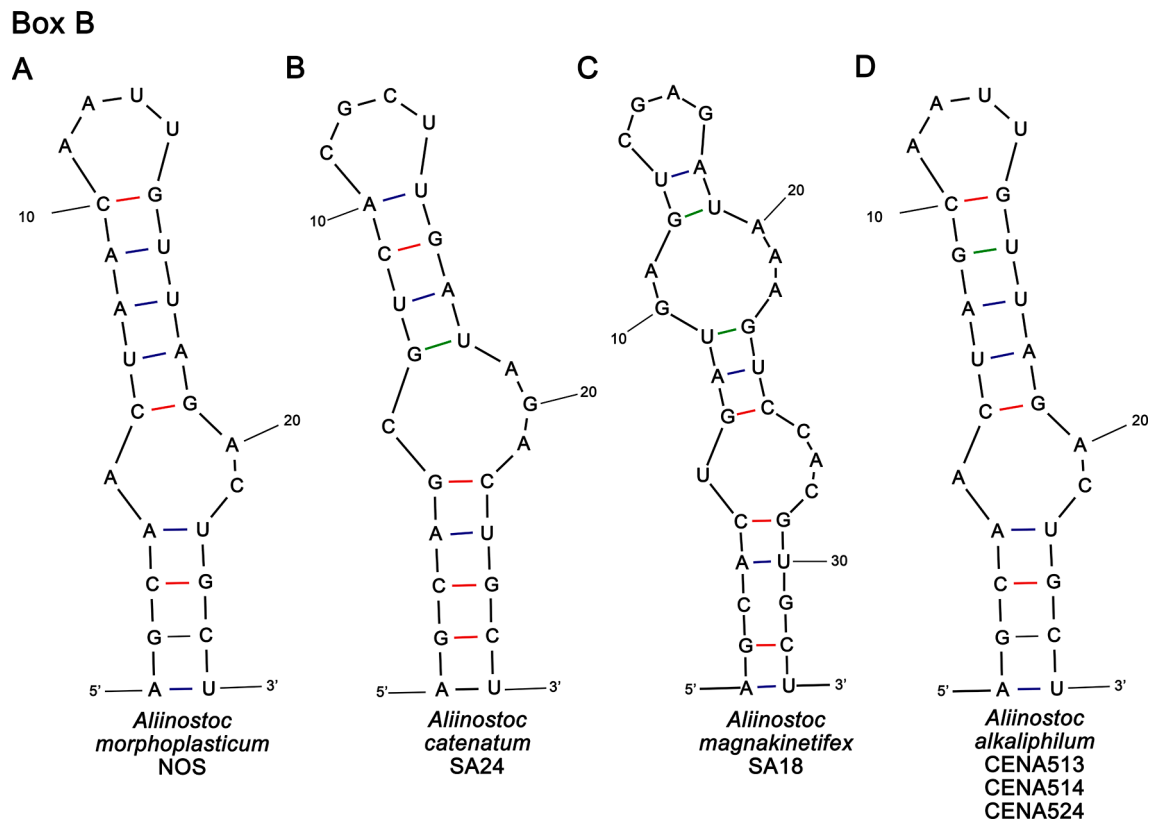 Box B
A
A U
A U
10 C G
A U
A U
U A
C G
A A 20
C
A U
C G
G C
5’ A U 3’
Aliinostoc
morphoplasticum
NOS
B
G C
C U
10 A U
C G
U A
G U
A
C G 20
A
G C
A U
C G
G C
5’ A U 3’
Aliinostoc
catenatum
SA24
C
G A G
C
U A
G U A 20
A A
10 G A
U G
A U
G C
C
U A
C
C G
A U 30
C G
G C
5’ A U 3’
Aliinostoc
magnakinetifex
SA18
D
A U
A U
10 C G
G U
A U
U A
C G
A A 20
C
A U
C G
G C
5’ A U 3’
Aliinostoc
alkaliphilum
CENA513
CENA514
CENA524